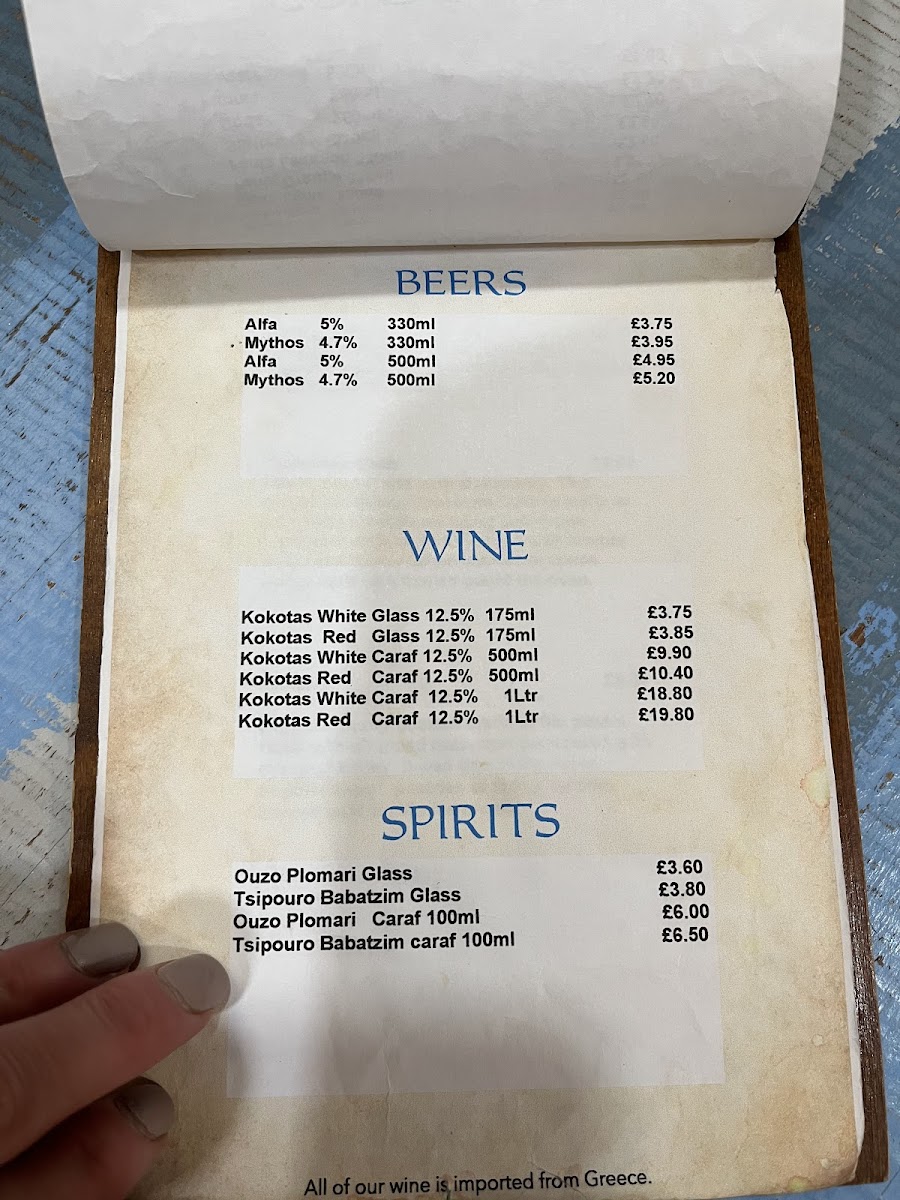 BEERS
Alfa 5% 330ml £3.75
Mythos 4.7% 330ml £3.95
Alfa 5% 500ml £4.95
Mythos 4.7% 500ml £5.20
WINE
Kokotas White Glass 12.5% 175ml £3.75
Kokotas Red Glass 12.5% 175ml £3.85
Kokotas White Caraf 12.5% 500ml £9.90
Kokotas Red Caraf 12.5% 500ml £10.40
Kokotas White Caraf 12.5% 1Ltr £18.80
Kokotas Red Caraf 12.5% 1Ltr £19.80
SPIRITS
Ouzo Plomari Glass £3.60
Tsipouro Babatzim Glass £3.80
Ouzo Plomari Caraf 100ml £6.00
Tsipouro Babatzim caraf 100ml £6.50
All of our wine is imported from Greece.